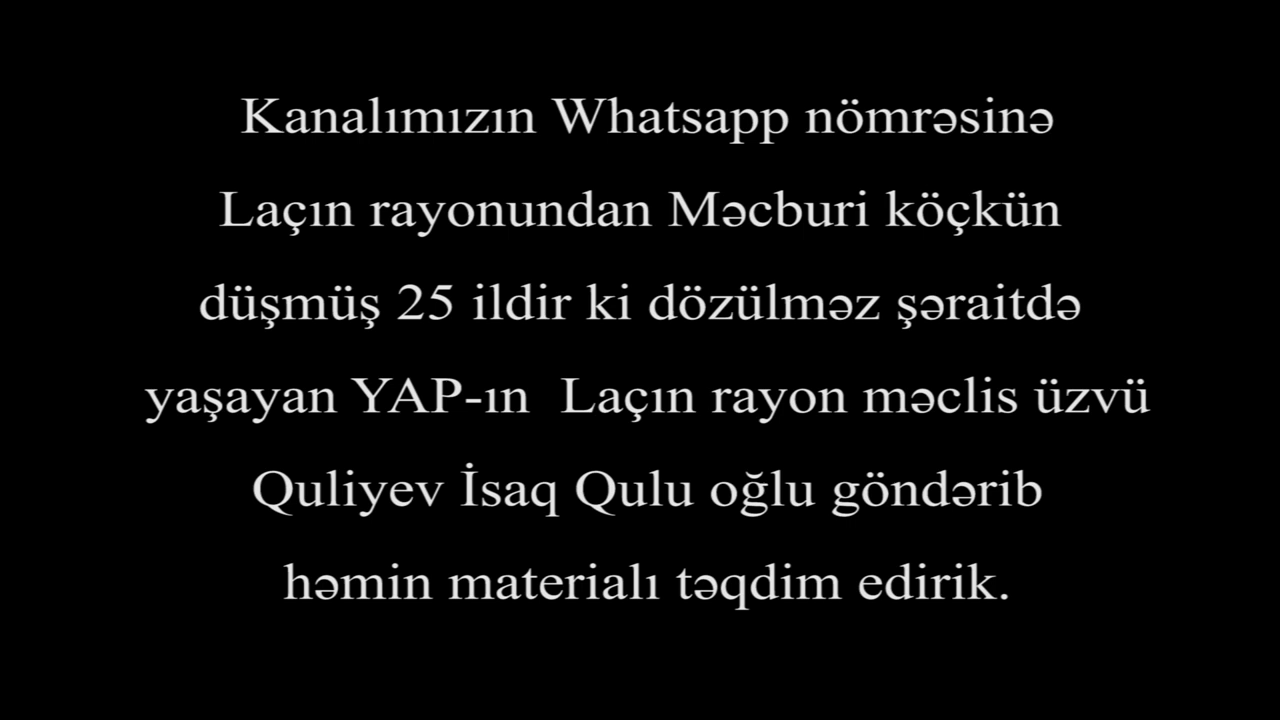 Kanalımızın Whatsapp nömrəsinə
Laçın rayonundan Məcburi köçkün
düşmüş 25 ildir ki dözülməz şəraitdə
yaşayan YAP-ın Laçın rayon məclis üzvü
Quliyev İsaq Qulu oğlu göndərib
həmin materialı təqdim edirik.